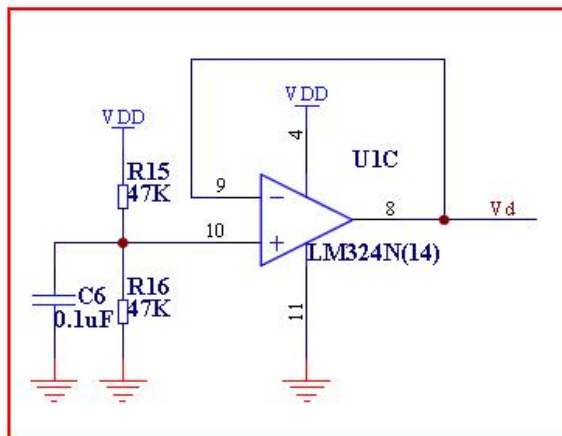 VDD
VDD
4
U1C
R15
47K
9
8
Vd
10
LM324N(14)
R16
47K
C6
0.1uF
11